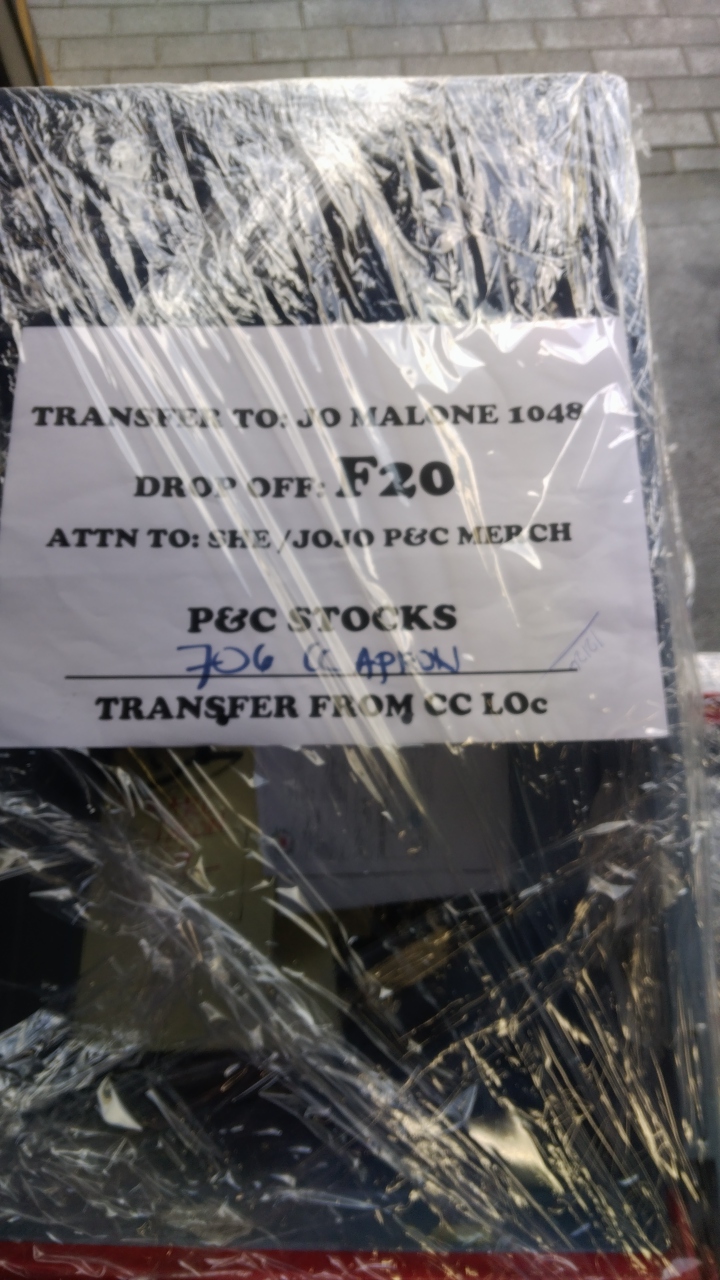 TRANSFER TO: JO MALONE 1048
DROP OFF: F20
ATTN TO: SHE /JOJO P&C MERCH
P&C STOCKS
706 CC APRON
TRANSFER FROM CC LOc